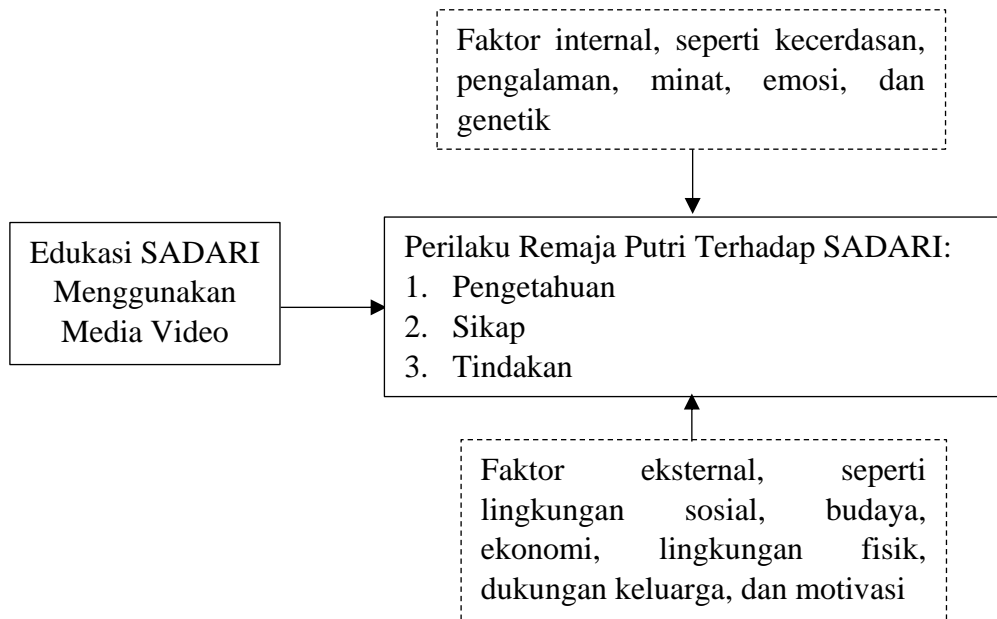 Faktor internal, seperti kecerdasan,
pengalaman, minat, emosi, dan
genetik
Edukasi SADARI
Menggunakan
Media Video
Perilaku Remaja Putri Terhadap SADARI:
1. Pengetahuan
2. Sikap
3. Tindakan
Faktor eksternal, seperti
lingkungan sosial, budaya,
ekonomi, lingkungan fisik,
dukungan keluarga, dan motivasi